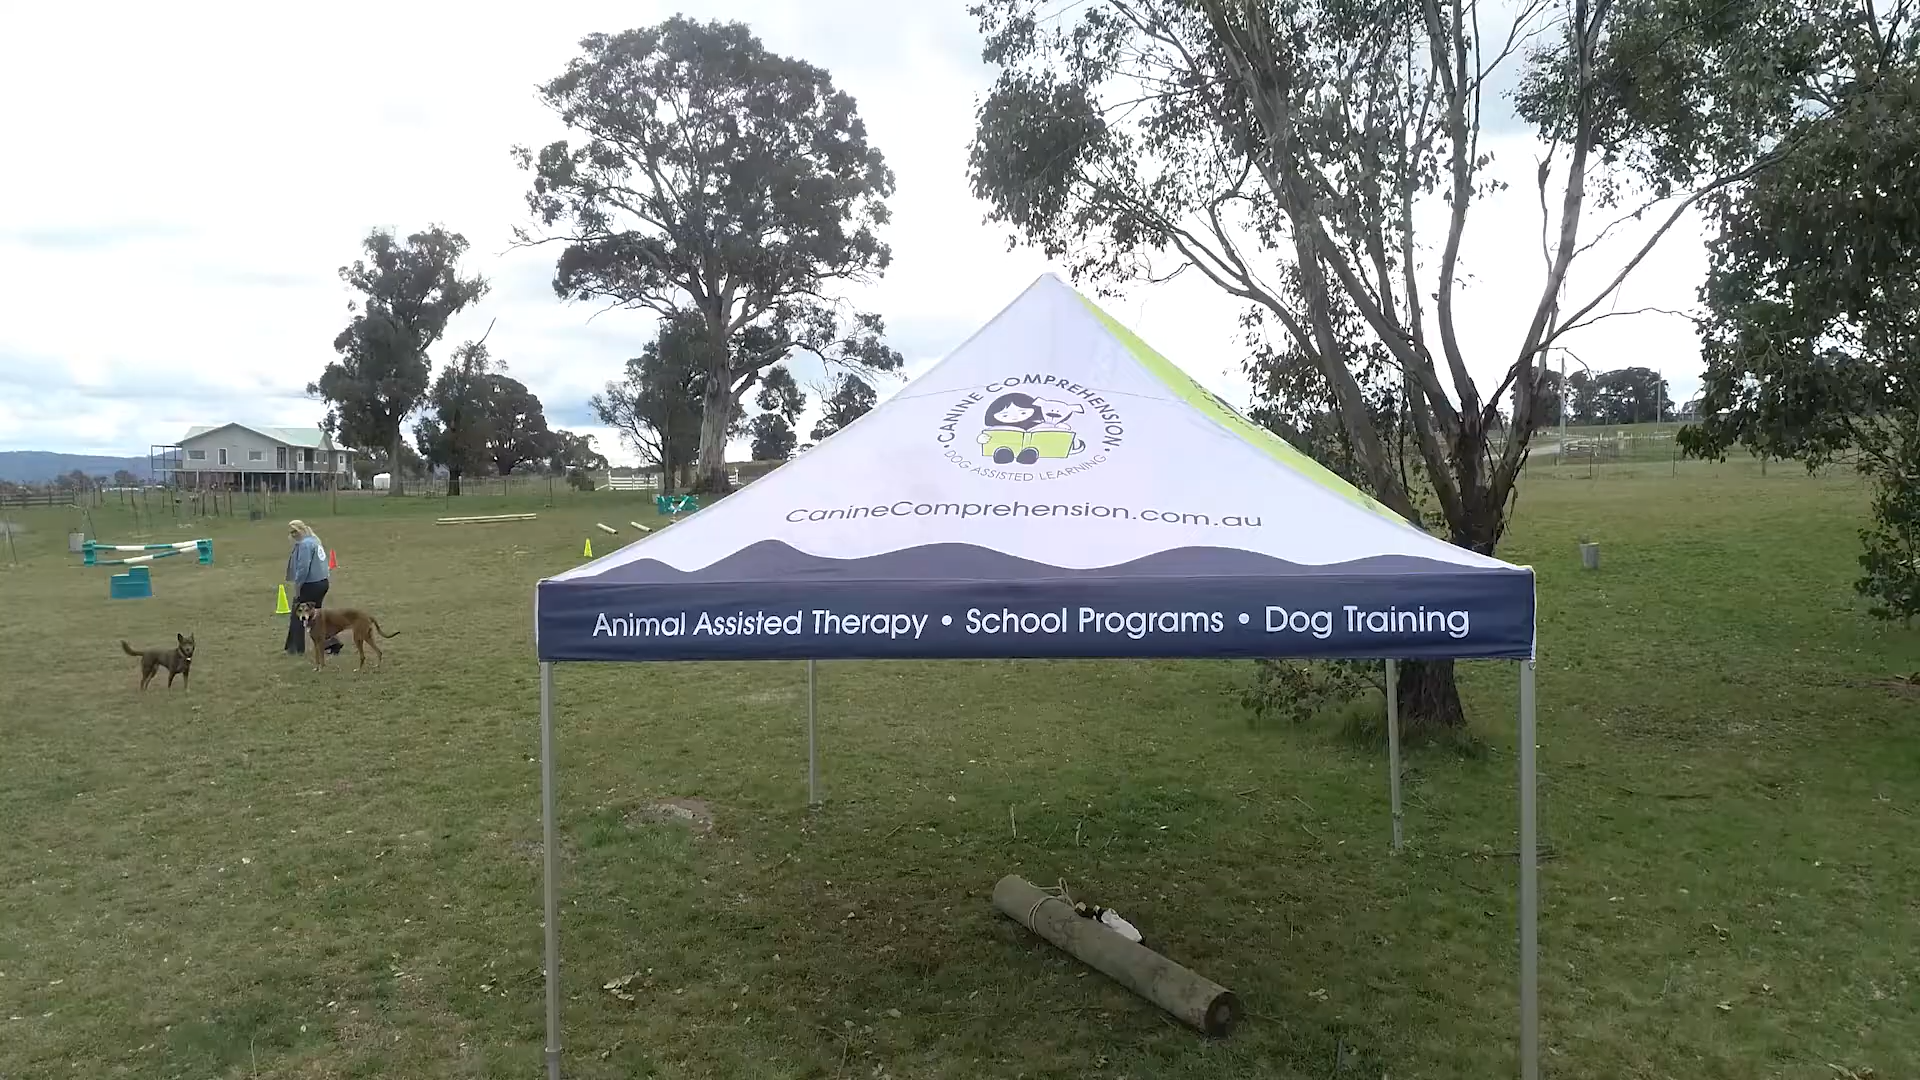 • CANINE COMPREHENSION •
DOG ASSISTED LEARNING
CanineComprehension.com.au
Animal Assisted Therapy • School Programs • Dog Training